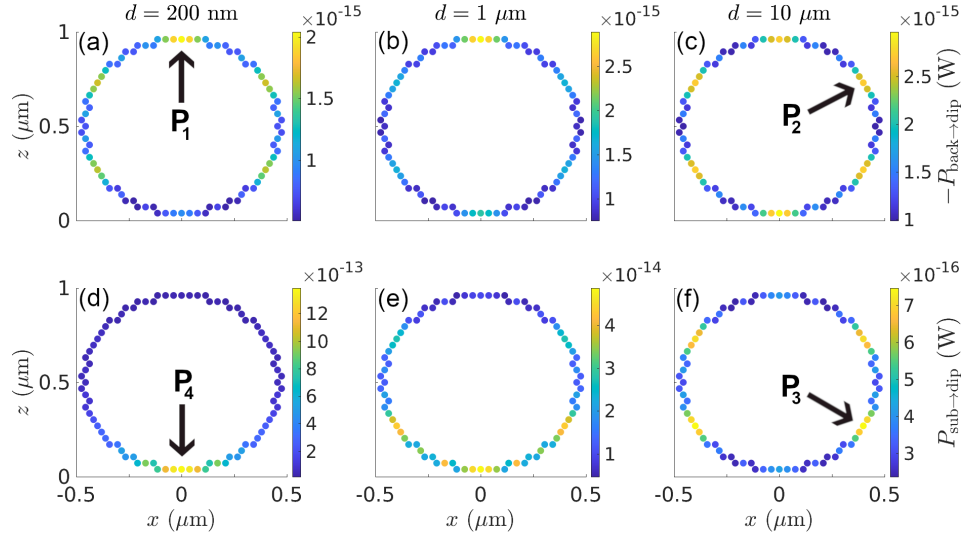 d = 200 nm
d = 1 μm
d = 10 μm
×10⁻¹⁵
×10⁻¹⁵
×10⁻¹⁵
(a)
(b)
(c)
P₁
P₂
z (μm)
1
0.5
0
2
1.5
1
2.5
2
1.5
1
2.5
2
1.5
1
−P_back→dip (W)
×10⁻¹³
×10⁻¹⁴
×10⁻¹⁶
(d)
(e)
(f)
P₄
P₃
z (μm)
1
0.5
0
12
10
8
6
4
2
4
3
2
1
7
6
5
4
3
P_sub→dip (W)
-0.5 0 0.5
-0.5 0 0.5
-0.5 0 0.5
x (μm)
x (μm)
x (μm)